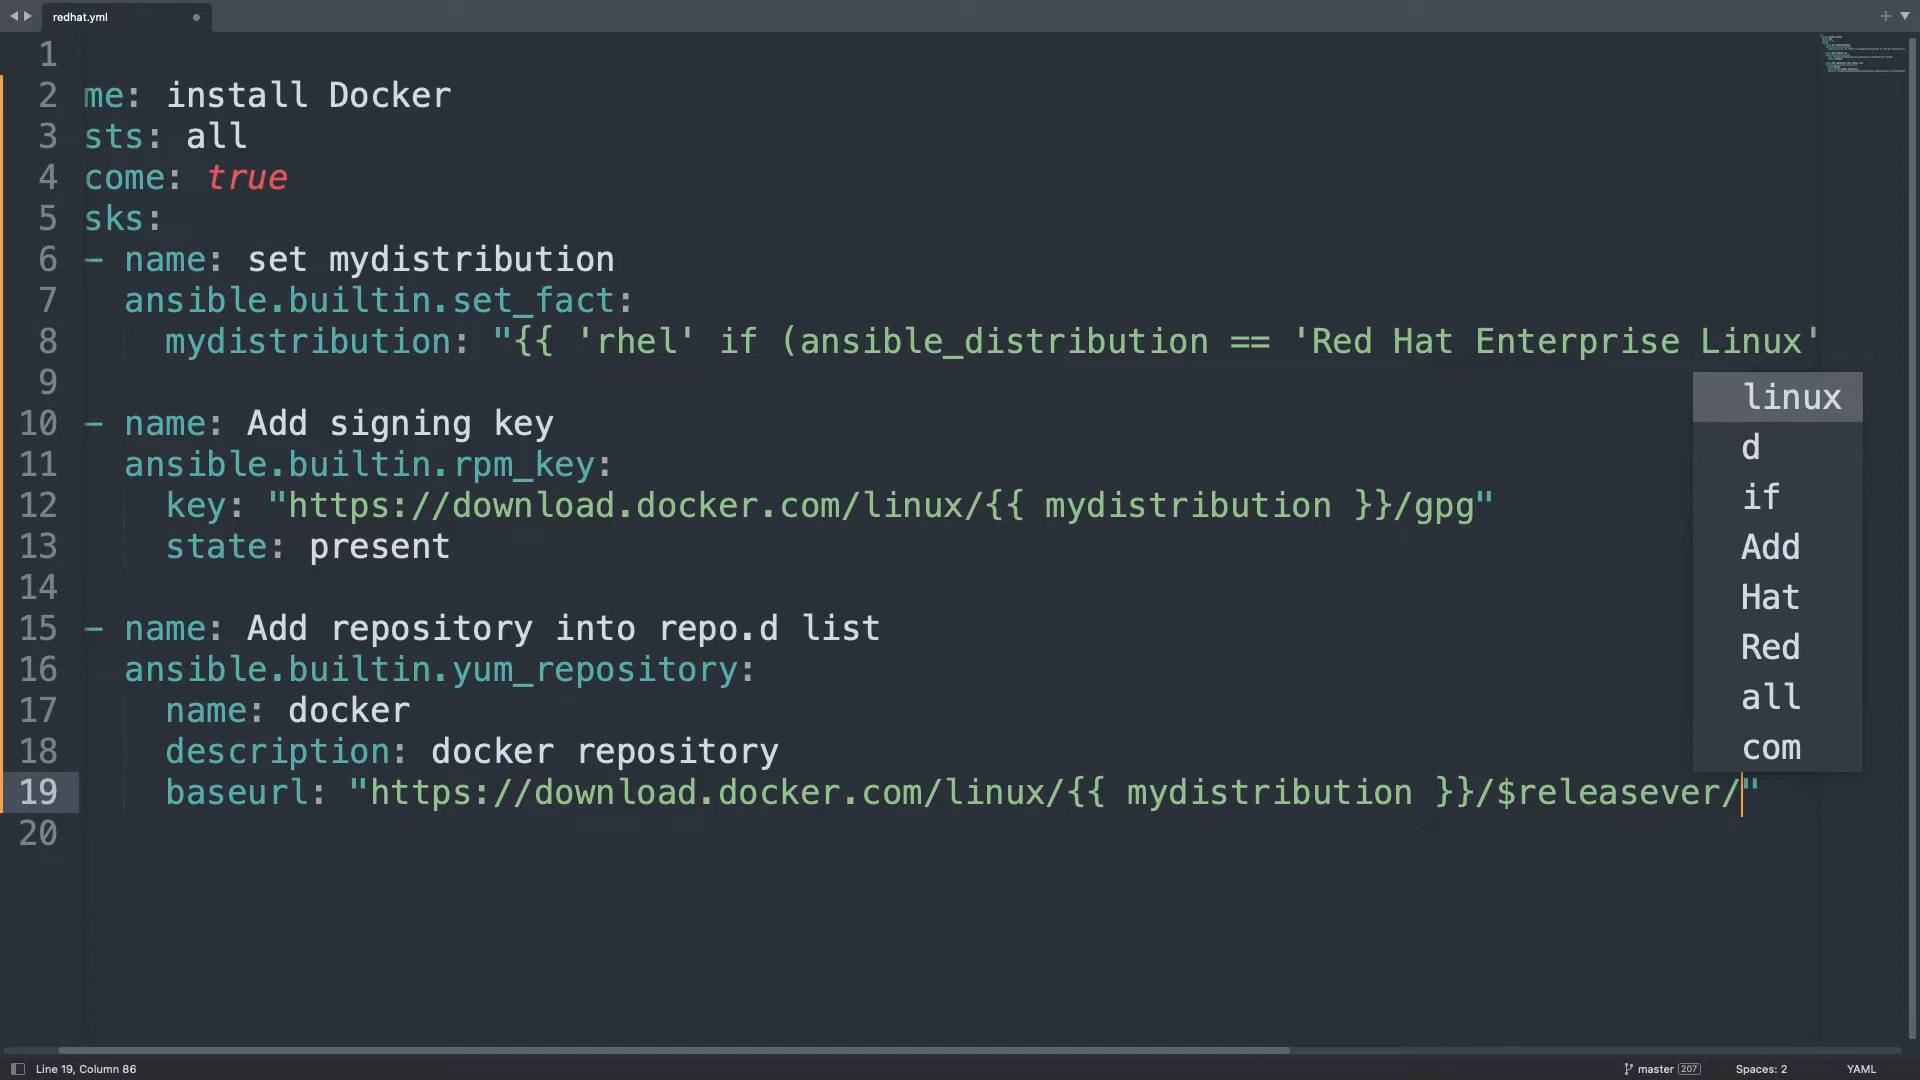 redhat.yml
1
2 me: install Docker
3 sts: all
4 come: true
5 sks:
6 - name: set mydistribution
7 ansible.builtin.set_fact:
8 mydistribution: "{{ 'rhel' if (ansible_distribution == 'Red Hat Enterprise Linux'
9
10 - name: Add signing key
11 ansible.builtin.rpm_key:
12 key: "https://download.docker.com/linux/{{ mydistribution }}/gpg"
13 state: present
14
15 - name: Add repository into repo.d list
16 ansible.builtin.yum_repository:
17 name: docker
18 description: docker repository
19 baseurl: "https://download.docker.com/linux/{{ mydistribution }}/$releasever/"
20
linux
d
if
Add
Hat
Red
all
com
Line 19, Column 86
master 207
Spaces: 2
YAML